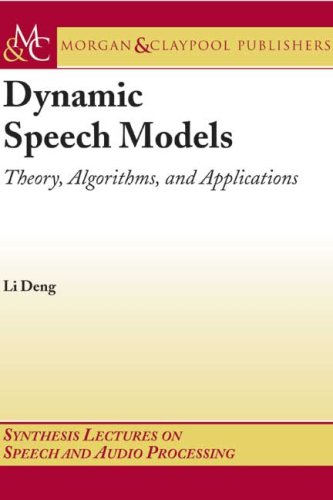 M
&C MORGAN &CLAYPOOL PUBLISHERS
Dynamic
Speech Models
Theory, Algorithms, and Applications
Li Deng
SYNTHESIS LECTURES ON
SPEECH AND AUDIO PROCESSING